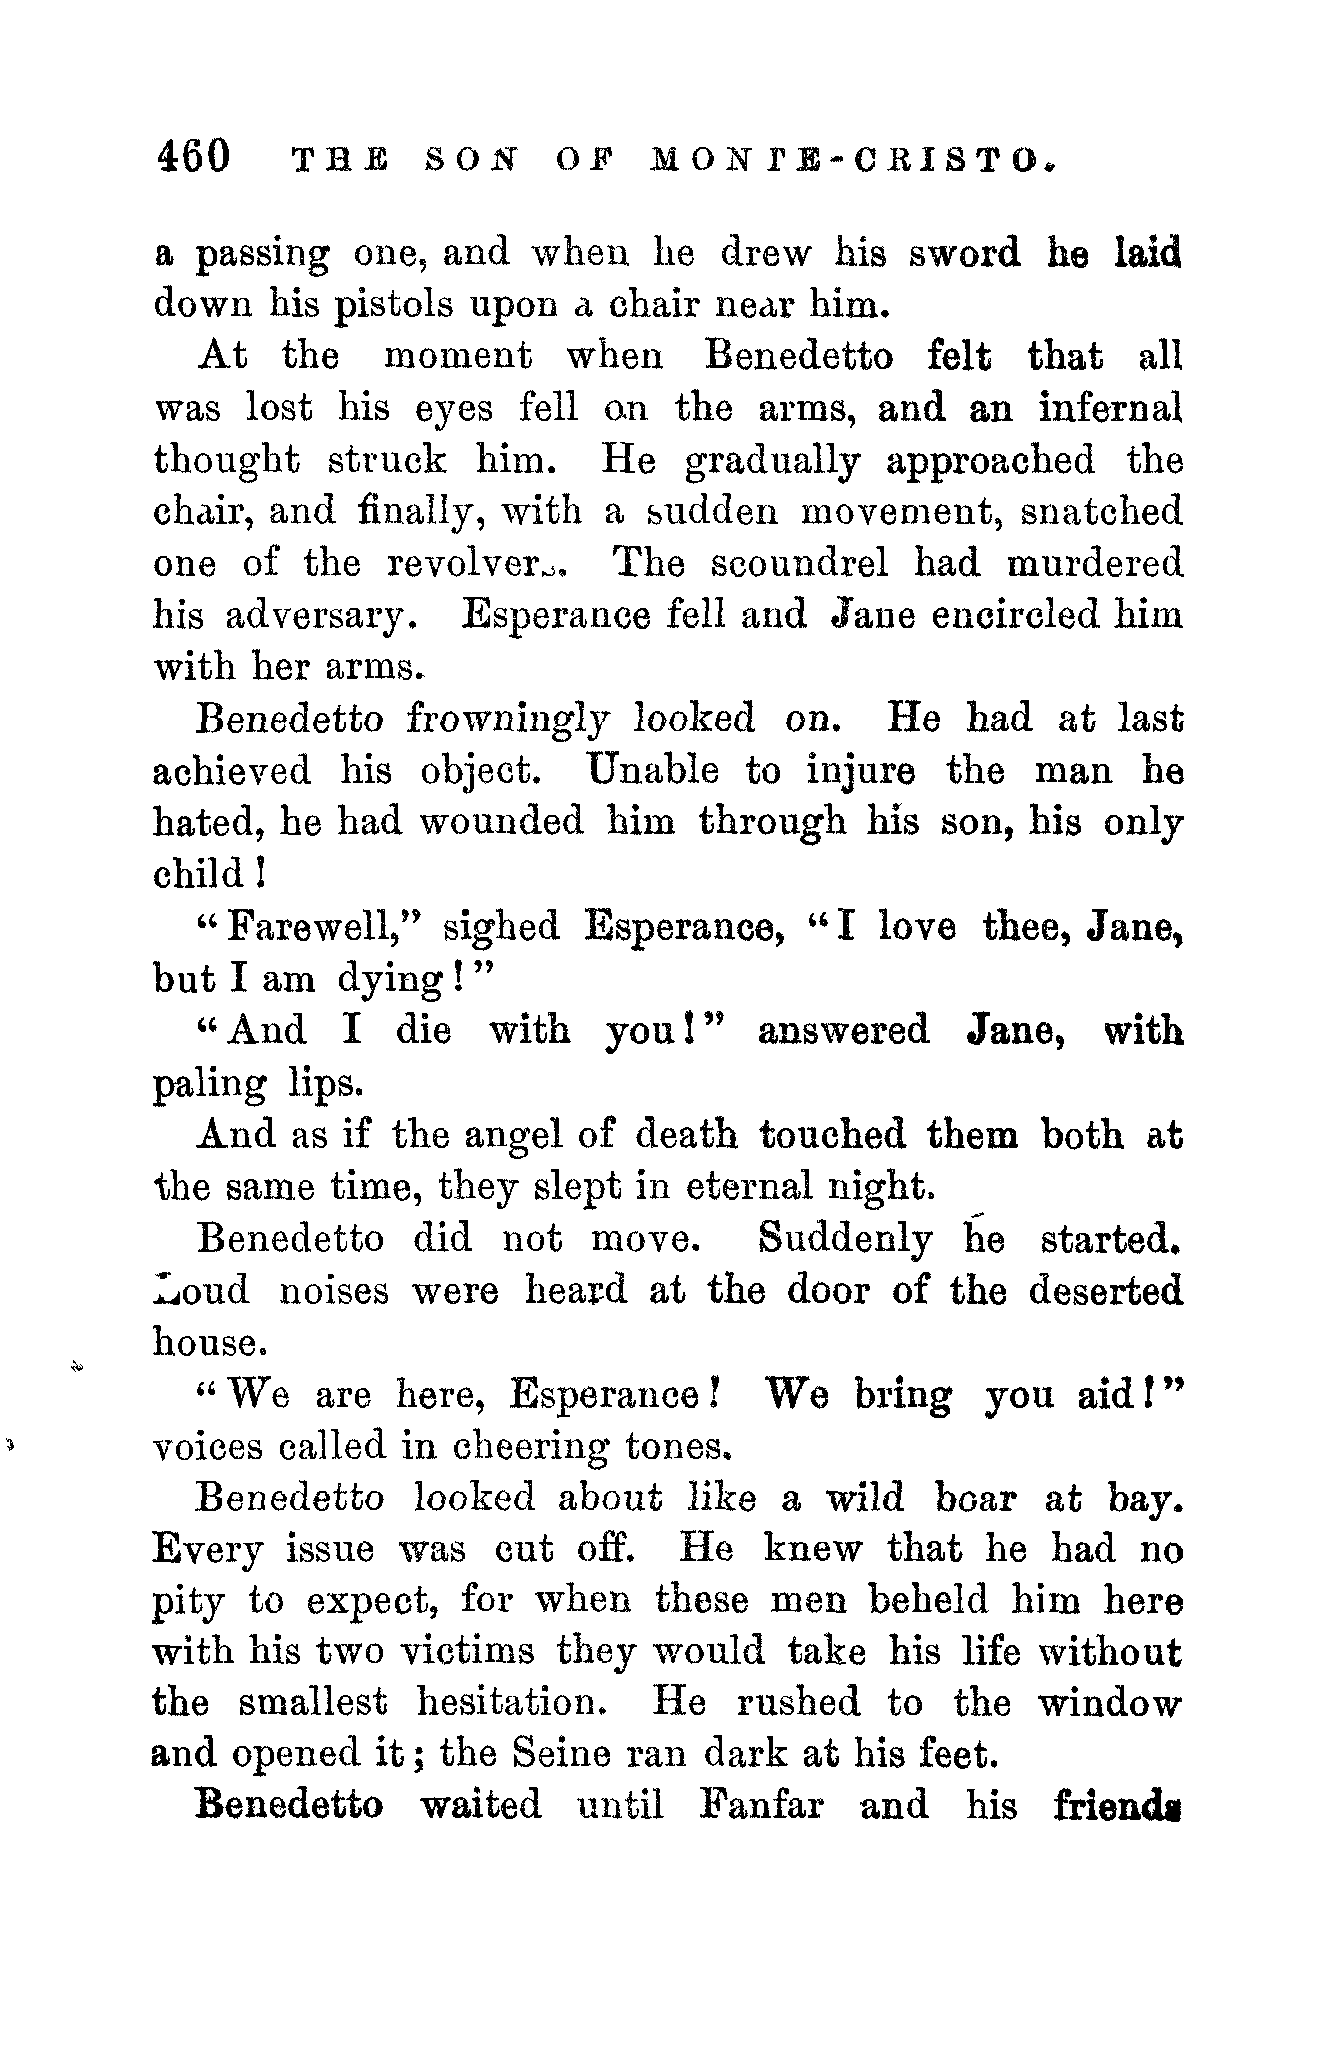 460 THE SON OF MONTE-CRISTO.
a passing one, and when he drew his sword he laid
down his pistols upon a chair near him.
At the moment when Benedetto felt that all
was lost his eyes fell on the arms, and an infernal
thought struck him. He gradually approached the
chair, and finally, with a sudden movement, snatched
one of the revolvers. The scoundrel had murdered
his adversary. Esperance fell and Jane encircled him
with her arms.
Benedetto frowningly looked on. He had at last
achieved his object. Unable to injure the man he
hated, he had wounded him through his son, his only
child!
"Farewell," sighed Esperance, "I love thee, Jane,
but I am dying!"
"And I die with you!" answered Jane, with
paling lips.
And as if the angel of death touched them both at
the same time, they slept in eternal night.
Benedetto did not move. Suddenly he started.
Loud noises were heard at the door of the deserted
house.
"We are here, Esperance! We bring you aid!"
voices called in cheering tones.
Benedetto looked about like a wild boar at bay.
Every issue was cut off. He knew that he had no
pity to expect, for when these men beheld him here
with his two victims they would take his life without
the smallest hesitation. He rushed to the window
and opened it; the Seine ran dark at his feet.
Benedetto waited until Fanfar and his friends